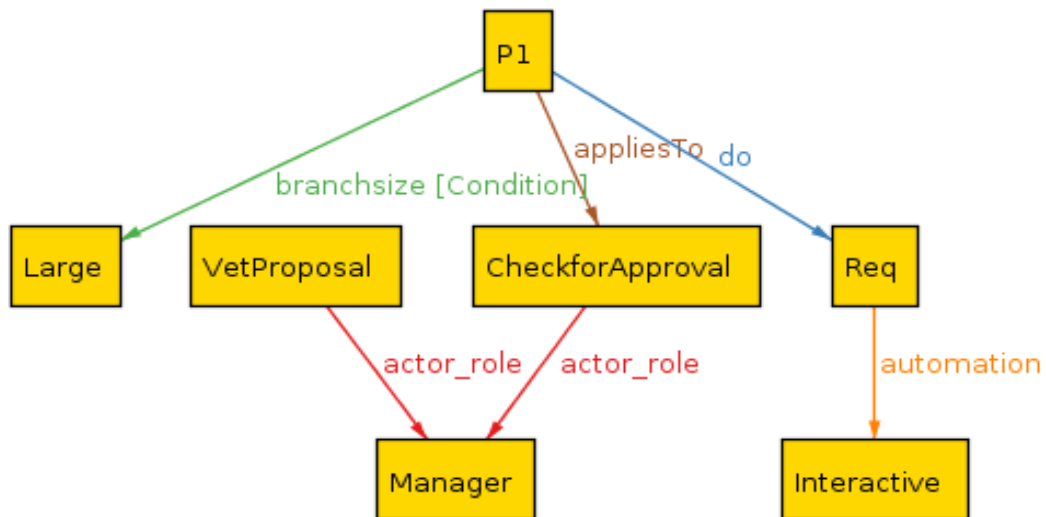 P1
appliesTo
do
branchsize [Condition]
Large
VetProposal
CheckforApproval
Req
actor_role
actor_role
automation
Manager
Interactive